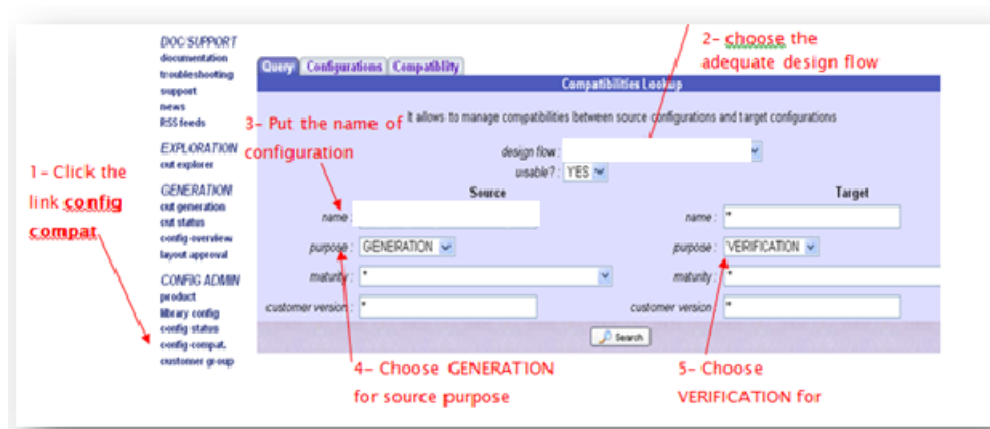 DOC/SUPPORT
documentation
troubleshooting
support
news
RSS feeds
EXPLORATION
cut explorer
GENERATION
cut generation
cut status
config-overview
layout approval
CONFIG ADMIN
product
library config
config status
config-compat.
customer group
1- Click the
link config
compat
2- choose the
adequate design flow
Query Configurations Compatiblity
Compatibilities Lookup
It allows to manage compatibilities between source configurations and target configurations
3- Put the name of
configuration
design flow :
usable? : YES
Source Target
name : name : *
purpose : GENERATION purpose : VERIFICATION
maturity : * maturity : *
customer version : * customer version : *
Search
4- Choose GENERATION
for source purpose
5- Choose
VERIFICATION for